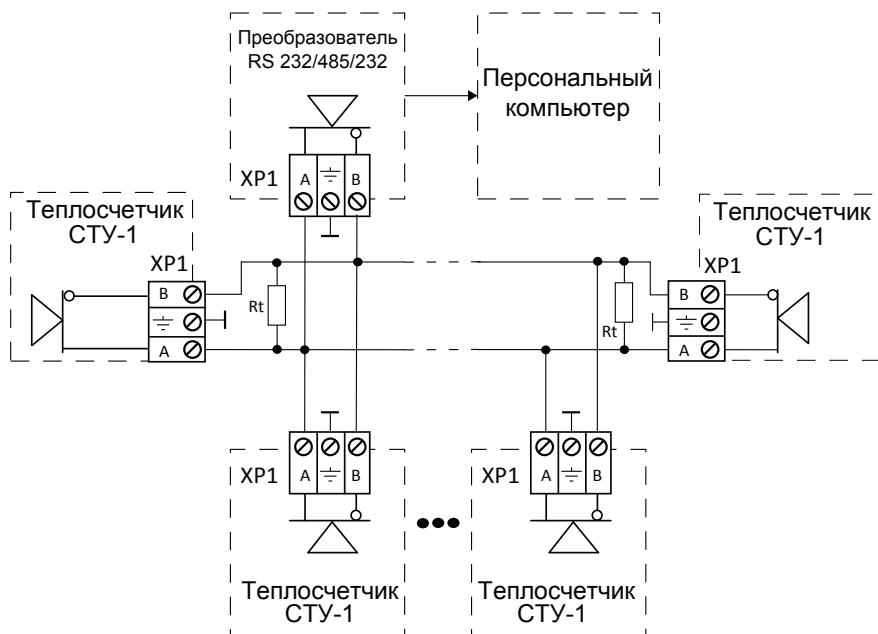 Преобразователь
RS 232/485/232
Персональный
компьютер
XP1
A
B
Теплосчетчик
СТУ-1
XP1
B
A
Rt
Теплосчетчик
СТУ-1
XP1
B
A
Rt
XP1
A
B
Теплосчетчик
СТУ-1
XP1
A
B
Теплосчетчик
СТУ-1